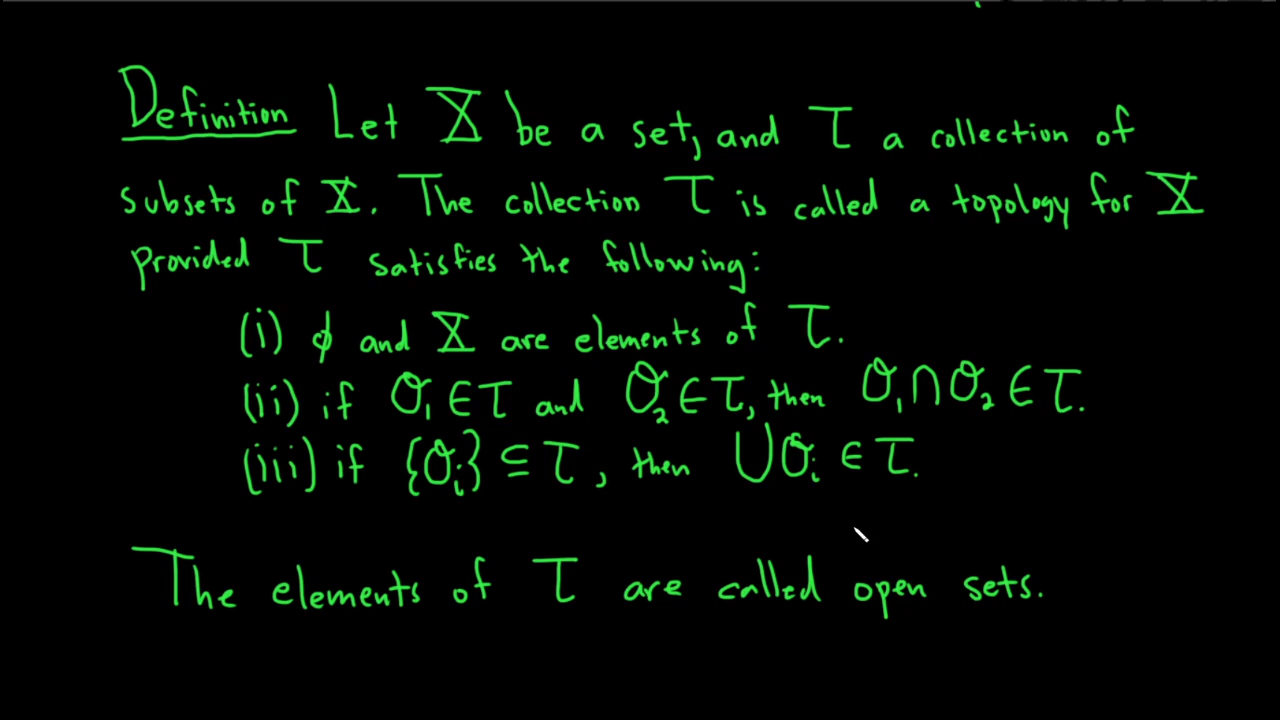 Definition Let X be a set, and τ a collection of
subsets of X. The collection τ is called a topology for X
provided τ satisfies the following:
(i) ϕ and X are elements of τ.
(ii) if O₁ ∈ τ and O₂ ∈ τ, then O₁ ∩ O₂ ∈ τ.
(iii) if {Oᵢ} ⊆ τ, then ∪Oᵢ ∈ τ.
The elements of τ are called open sets.